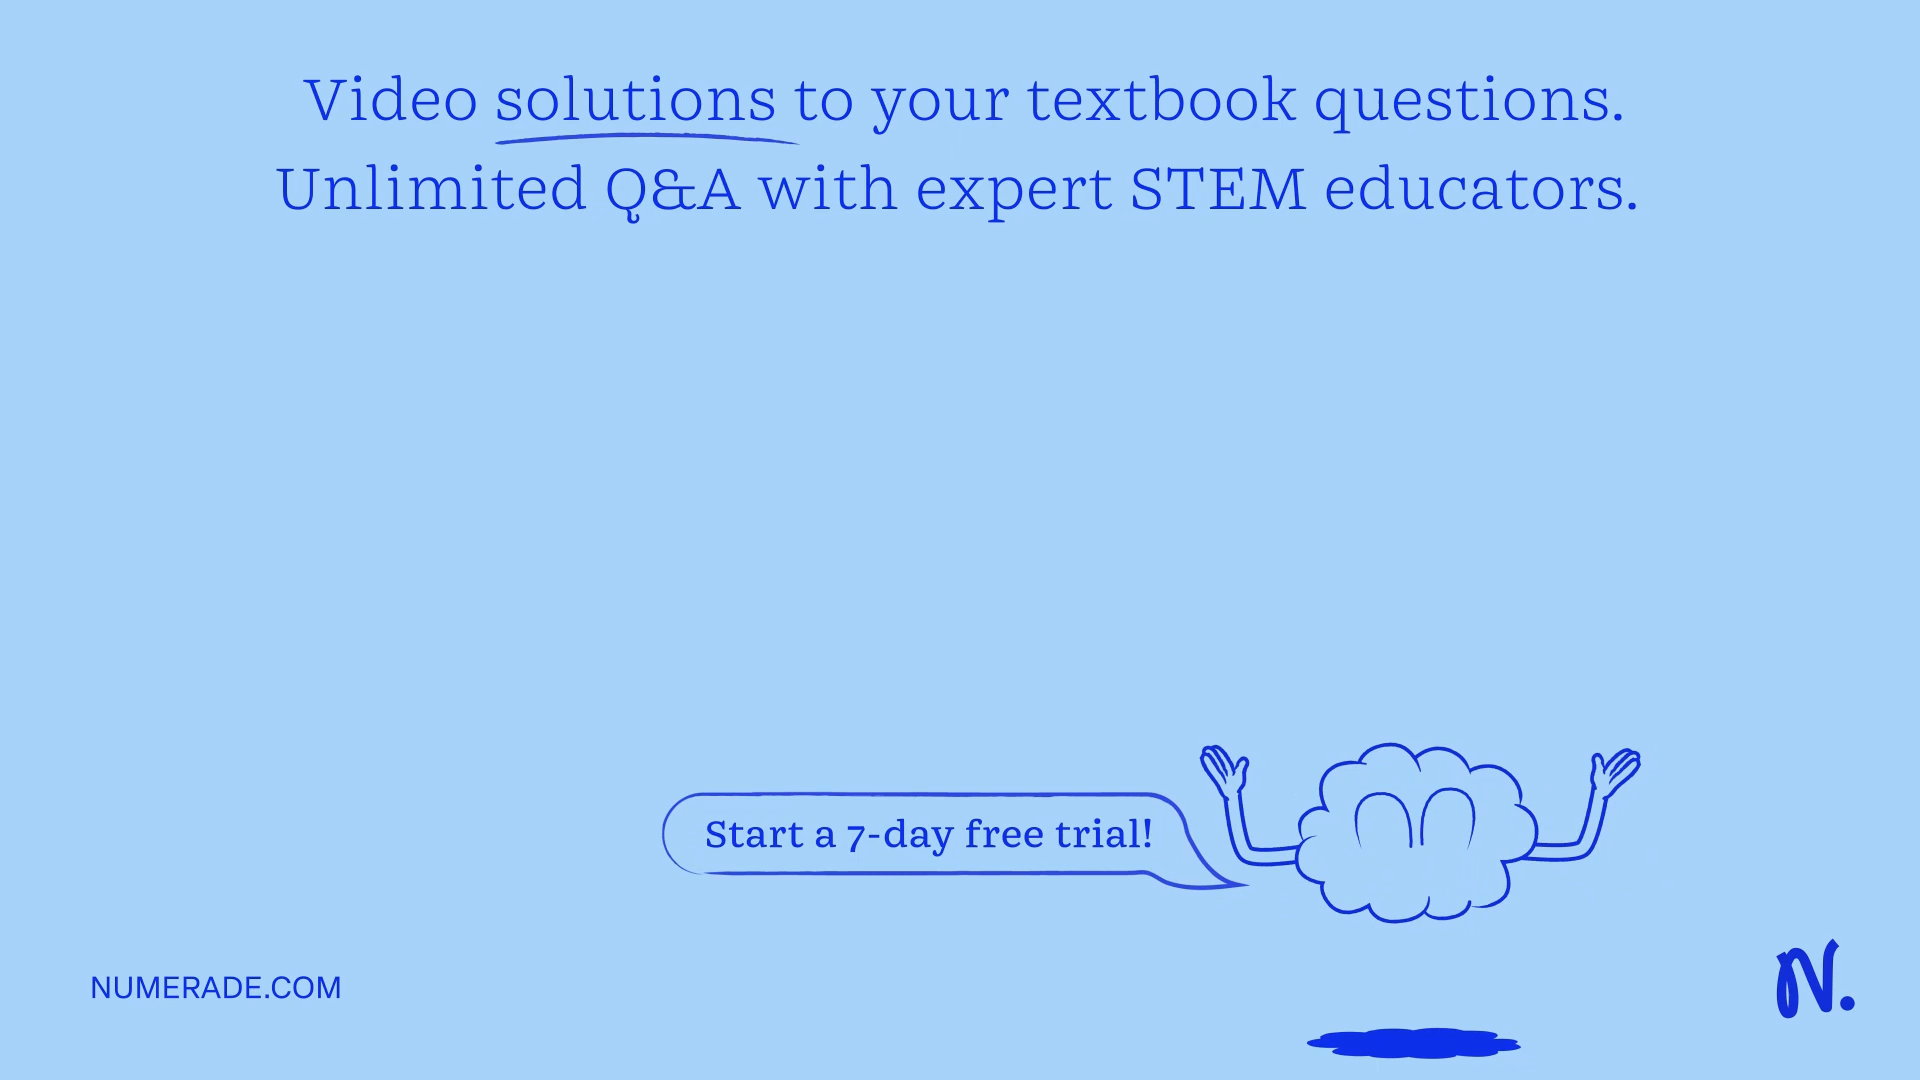 Video solutions to your textbook questions.
Unlimited Q&A with expert STEM educators.
Start a 7-day free trial!
NUMERADE.COM
N.